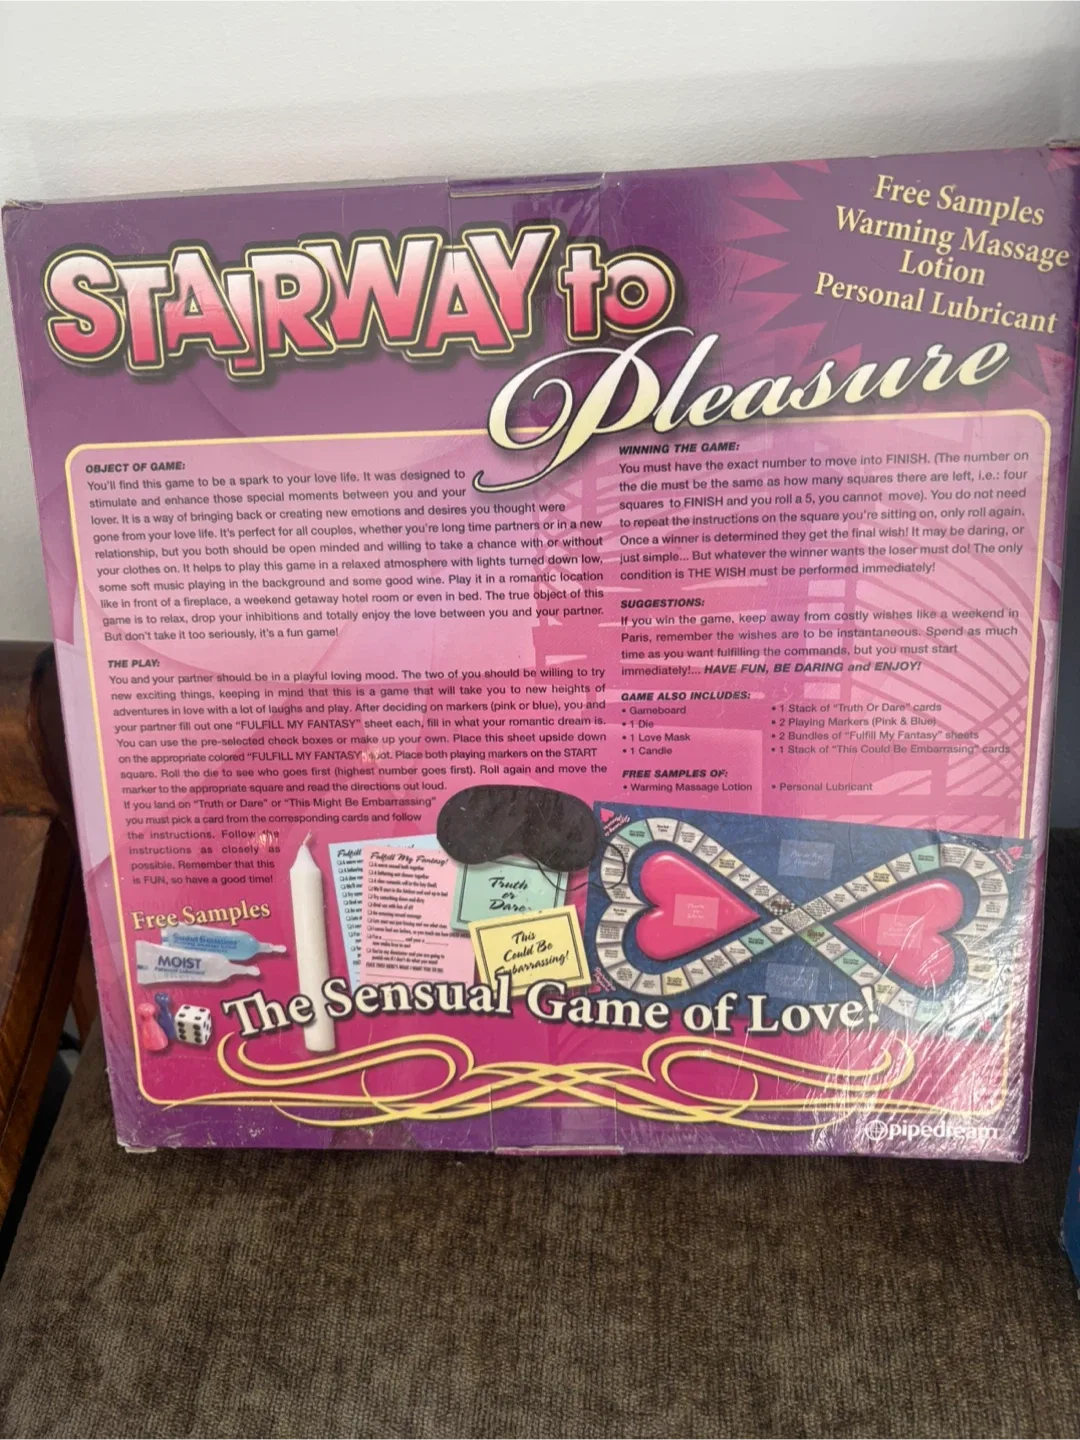 Free Samples
Warming Massage
Lotion
Personal Lubricant
STAIRWAY to
Pleasure
OBJECT OF GAME:
You'll find this game to be a spark to your love life. It was designed to
stimulate and enhance those special moments between you and your
lover. It is a way of bringing back or creating new emotions and desires you thought were
gone from your love life. It's perfect for all couples, whether you're long time partners or in a new
relationship, but you both should be open minded and willing to take a chance with or without
your clothes on. It helps to play this game in a relaxed atmosphere with lights turned down low,
some soft music playing in the background and some good wine. Play it in a romantic location
like in front of a fireplace, a weekend getaway hotel room or even in bed. The true object of this
game is to relax, drop your inhibitions and totally enjoy the love between you and your partner.
But don't take it too seriously, it's a fun game!
THE PLAY:
You and your partner should be in a playful loving mood. The two of you should be willing to try
new exciting things, keeping in mind that this is a game that will take you to new heights of
adventures in love with a lot of laughs and play. After deciding on markers (pink or blue), you and
your partner fill out one "FULFILL MY FANTASY" sheet each, fill in what your romantic dream is.
You can use the pre-selected check boxes or make up your own. Place this sheet upside down
on the appropriate colored "FULFILL MY FANTASY" spot. Place both playing markers on the START
square. Roll the die to see who goes first (highest number goes first). Roll again and move the
marker to the appropriate square and read the directions out loud.
If you land on "Truth or Dare" or "This Might Be Embarrassing"
you must pick a card from the corresponding cards and follow
the instructions. Follow the
instructions as closely as
possible. Remember that this
is FUN, so have a good time!
WINNING THE GAME:
You must have the exact number to move into FINISH. (The number on
the die must be the same as how many squares there are left, i.e.: four
squares to FINISH and you roll a 5, you cannot move). You do not need
to repeat the instructions on the square you're sitting on, only roll again.
Once a winner is determined they get the final wish! It may be daring, or
just simple... But whatever the winner wants the loser must do! The only
condition is THE WISH must be performed immediately!
SUGGESTIONS:
If you win the game, keep away from costly wishes like a weekend in
Paris, remember the wishes are to be instantaneous. Spend as much
time as you want fulfilling the commands, but you must start
immediately!... HAVE FUN, BE DARING and ENJOY!
GAME ALSO INCLUDES:
• Gameboard
• 1 Die
• 1 Love Mask
• 1 Candle
• 1 Stack of "Truth Or Dare" cards
• 2 Playing Markers (Pink & Blue)
• 2 Bundles of "Fulfill My Fantasy" sheets
• 1 Stack of "This Could Be Embarrasing" cards
FREE SAMPLES OF:
• Warming Massage Lotion
• Personal Lubricant
Free Samples
MOIST
Fulfill
Fulfill My Fantasy!
Truth
or
Dare
This
Could Be
Embarrassing!
The Sensual Game of Love!
pipedream